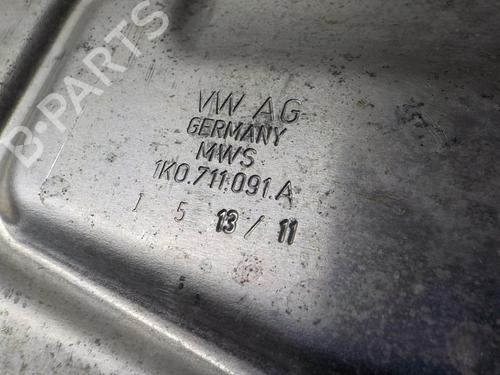 B-PARTS
VW AG
GERMANY
MWS
1K0.711.091.A
1 5 13/11